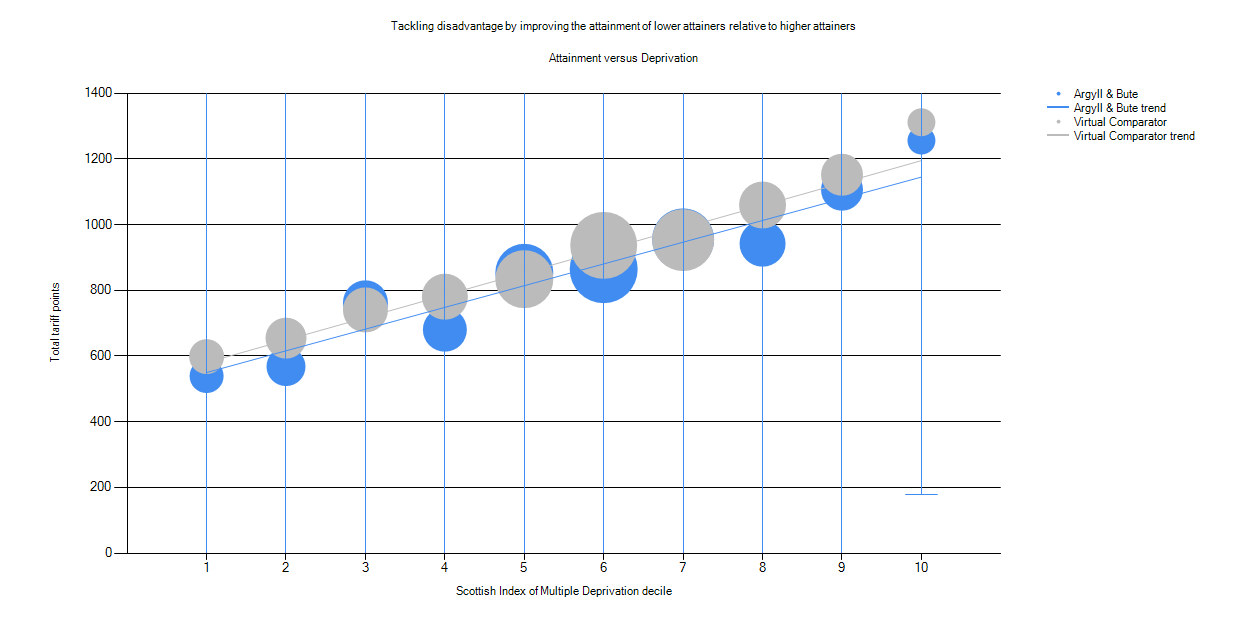 Tackling disadvantage by improving the attainment of lower attainers relative to higher attainers
Attainment versus Deprivation
Argyll & Bute
Argyll & Bute trend
Virtual Comparator
Virtual Comparator trend
1400
1200
1000
800
600
400
200
0
Total tariff points
1 2 3 4 5 6 7 8 9 10
Scottish Index of Multiple Deprivation decile